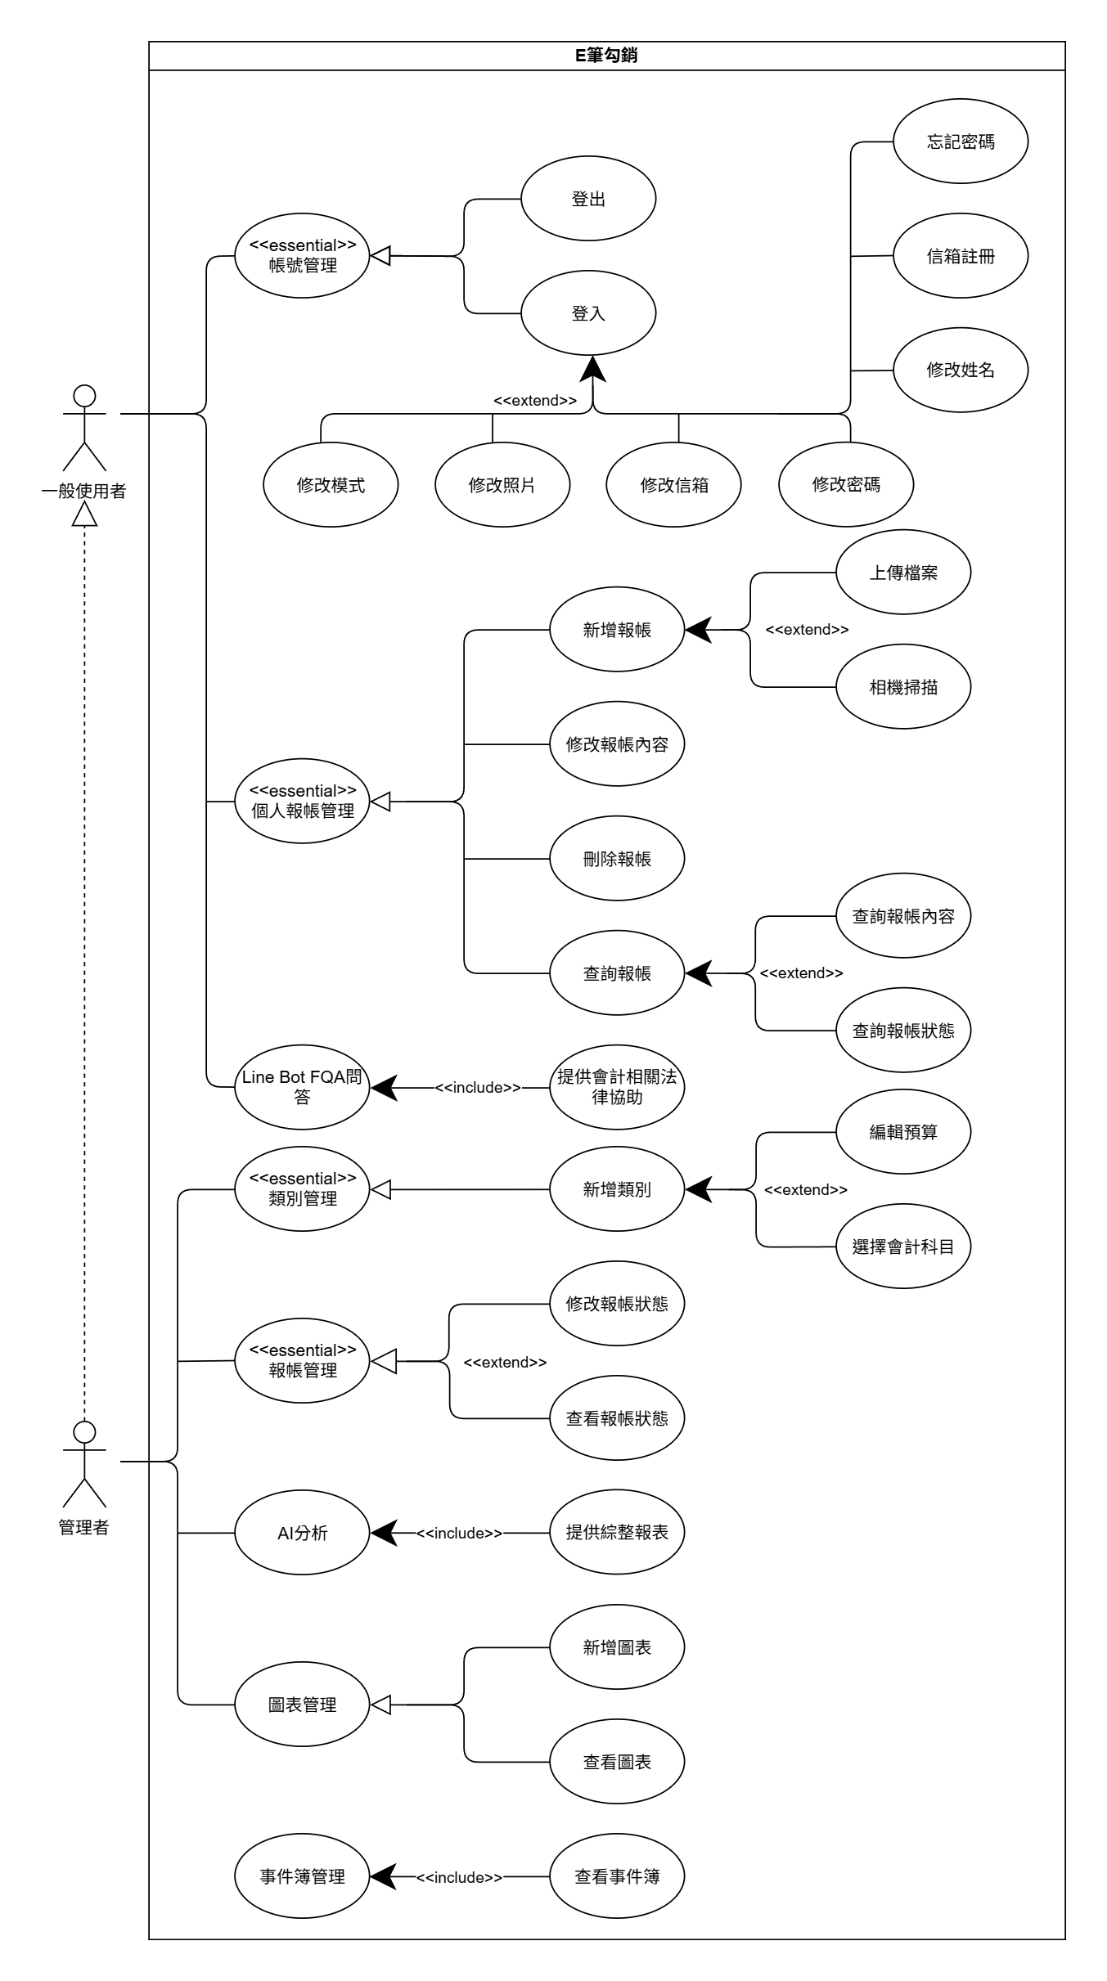 E筆勾銷
忘記密碼
登出
<<essential>>
帳號管理
信箱註冊
登入
修改姓名
<<extend>>
一般使用者
修改模式
修改照片
修改信箱
修改密碼
上傳檔案
新增報帳
<<extend>>
相機掃描
修改報帳內容
<<essential>>
個人報帳管理
刪除報帳
查詢報帳內容
查詢報帳
<<extend>>
查詢報帳狀態
Line Bot FQA問
答
<<include>>
提供會計相關法
律協助
編輯預算
<<essential>>
類別管理
新增類別
<<extend>>
選擇會計科目
修改報帳狀態
<<essential>>
報帳管理
<<extend>>
查看報帳狀態
管理者
AI分析
<<include>>
提供綜整報表
新增圖表
圖表管理
查看圖表
事件簿管理
<<include>>
查看事件簿